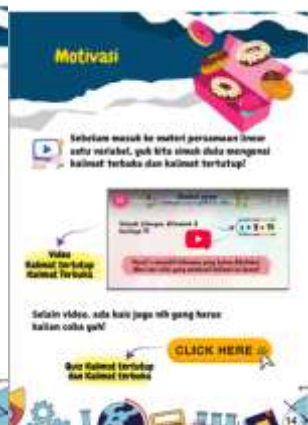 Motivasi
Sebelum masuk ke materi persamaan linear
satu variabel, yuk kita simak dulu mengenai
kalimat terbuka dan kalimat tertutup!
Video
Kalimat tertutup
Kalimat Terbuka
Selain video, ada kuis juga nih yang harus
kalian coba yah!
CLICK HERE
Quiz Kalimat tertutup
dan Kalimat terbuka
14